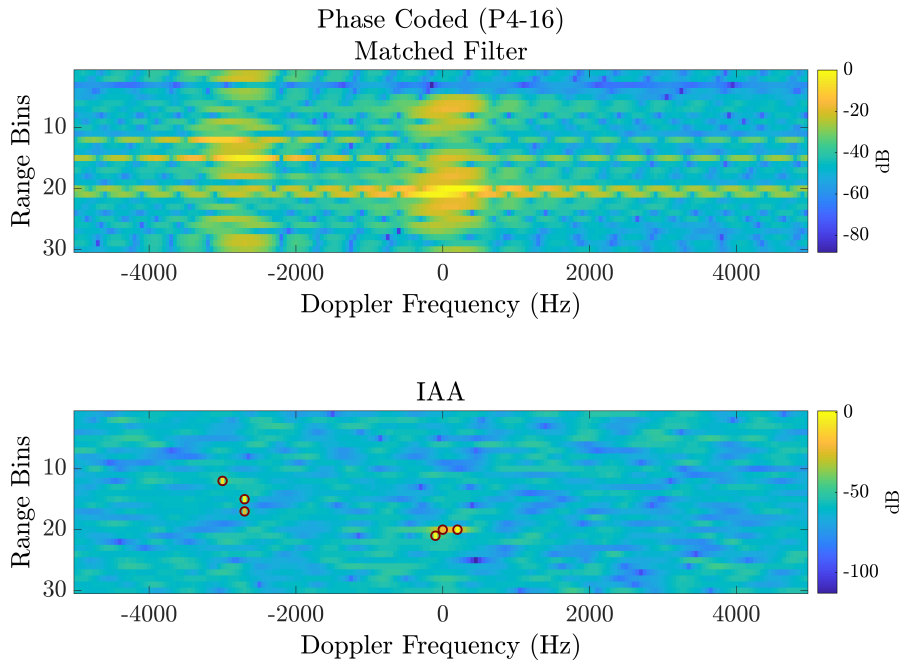 Phase Coded (P4-16)
Matched Filter
Range Bins
10
20
30
-4000 -2000 0 2000 4000
Doppler Frequency (Hz)
0
-20
-40
-60
-80
dB
IAA
Range Bins
10
20
30
-4000 -2000 0 2000 4000
Doppler Frequency (Hz)
0
-50
-100
dB